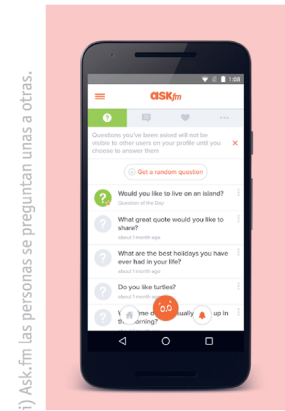 i) Ask.fm Las personas se preguntan unas a otras.
1:08
ASKfm
Questions you've been asked will not be
visible to other users on your profile until you
choose to answer them
Get a random question
Would you like to live on an island?
Question of the Day
What great quote would you like to
share?
about 1 month ago
What are the best holidays you have
ever had in your life?
about 1 month ago
Do you like turtles?
about 1 month ago
up in
morning?